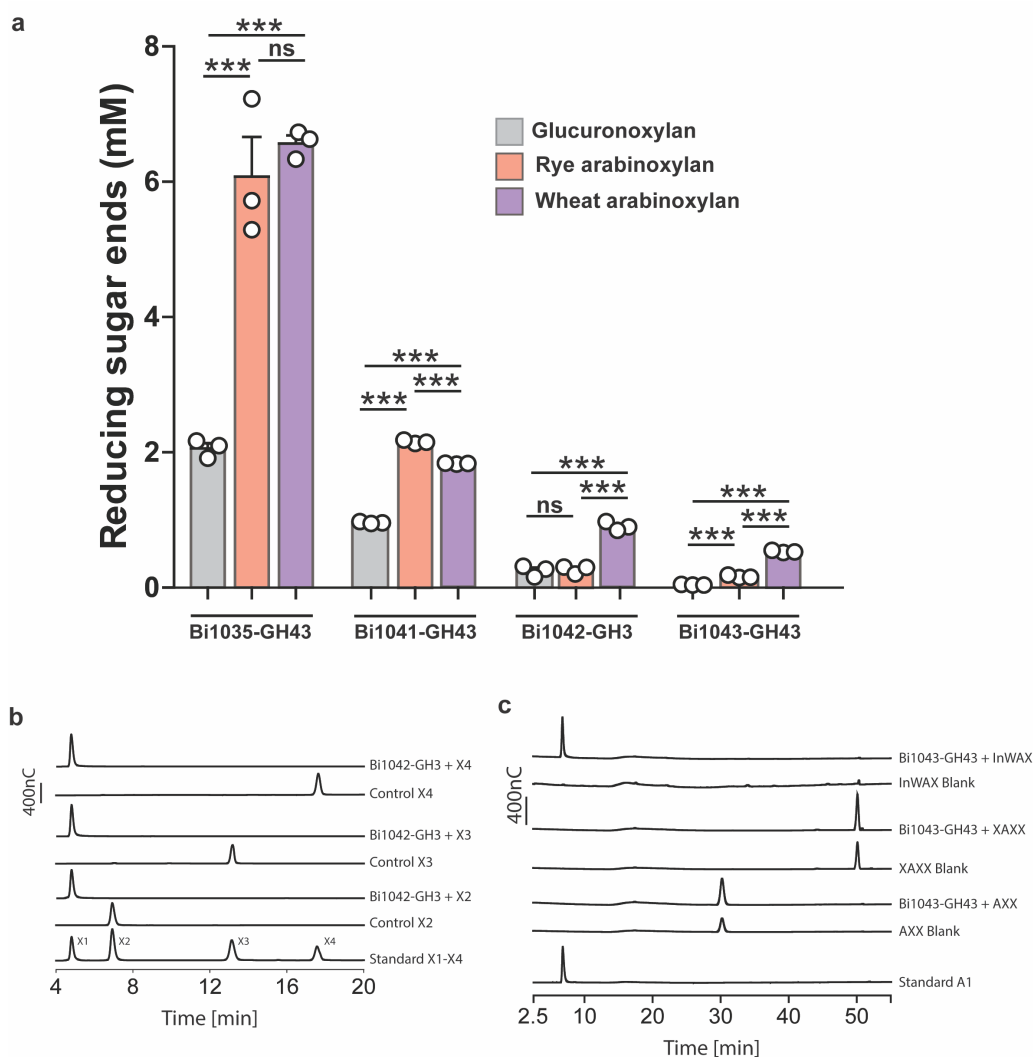 a
Reducing sugar ends (mM)
8
6
4
2
0
***
ns
***
***
***
***
***
***
ns
***
***
***
Glucuronoxylan
Rye arabinoxylan
Wheat arabinoxylan
Bi1035-GH43 Bi1041-GH43 Bi1042-GH3 Bi1043-GH43
b
400nC
Bi1042-GH3 + X4
Control X4
Bi1042-GH3 + X3
Control X3
Bi1042-GH3 + X2
Control X2
X1 X2 X3 X4
Standard X1-X4
4 8 12 16 20
Time [min]
c
400nC
Bi1043-GH43 + InWAX
InWAX Blank
Bi1043-GH43 + XAXX
XAXX Blank
Bi1043-GH43 + AXX
AXX Blank
Standard A1
2.5 10 20 30 40 50
Time [min]